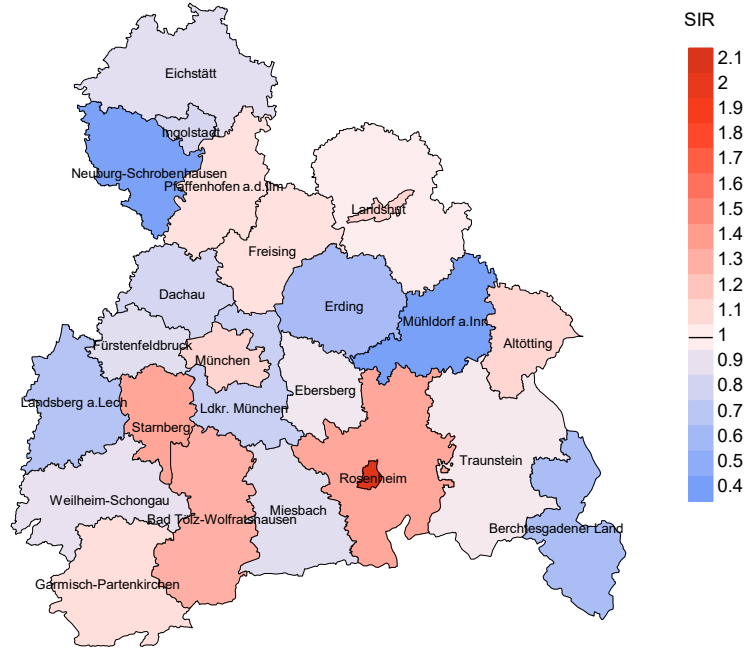 SIR
Eichstätt
Ingolstadt
Neuburg-Schrobenhausen
Pfaffenhofen a.d.Ilm
Landshut
Freising
Dachau
Erding
Mühldorf a.Inn
Altötting
Fürstenfeldbruck
München
Ebersberg
Landsberg a.Lech
Ldkr. München
Starnberg
Traunstein
Rosenheim
Weilheim-Schongau
Miesbach
Bad Tölz-Wolfratshausen
Berchtesgadener Land
Garmisch-Partenkirchen
2.1
2
1.9
1.8
1.7
1.6
1.5
1.4
1.3
1.2
1.1
1
0.9
0.8
0.7
0.6
0.5
0.4